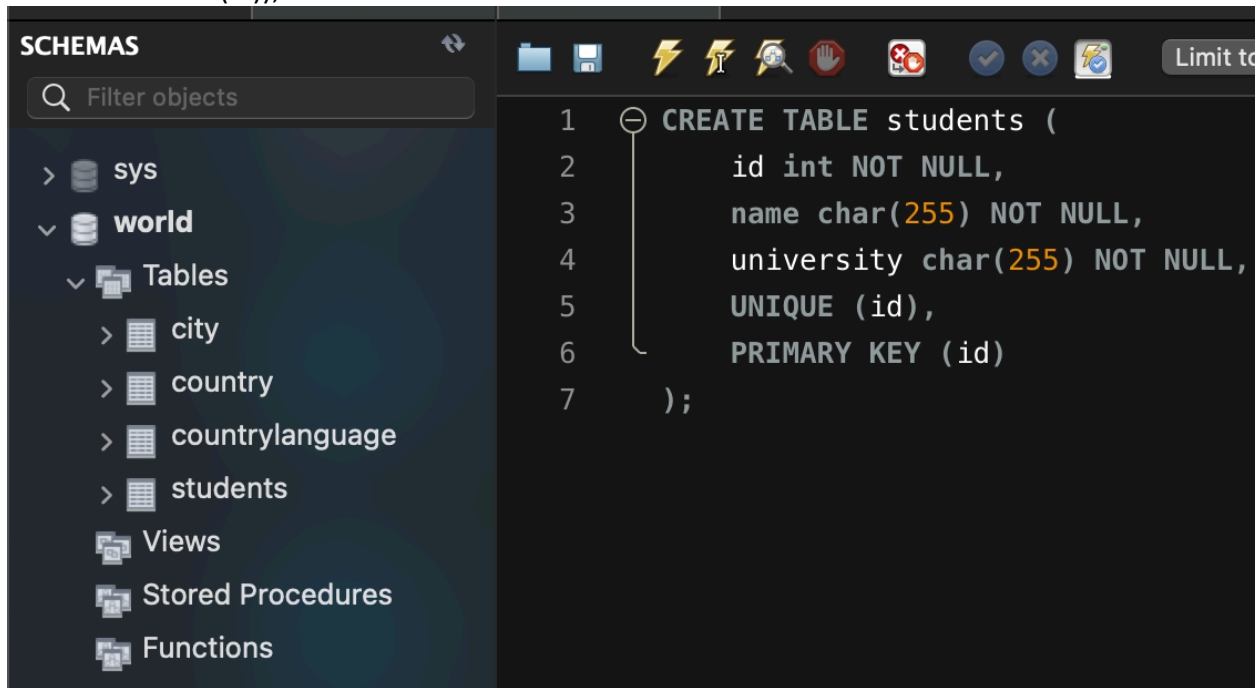 SCHEMAS
Filter objects
sys
world
Tables
city
country
countrylanguage
students
Views
Stored Procedures
Functions
Limit to
1 CREATE TABLE students (
2 id int NOT NULL,
3 name char(255) NOT NULL,
4 university char(255) NOT NULL,
5 UNIQUE (id),
6 PRIMARY KEY (id)
7 );